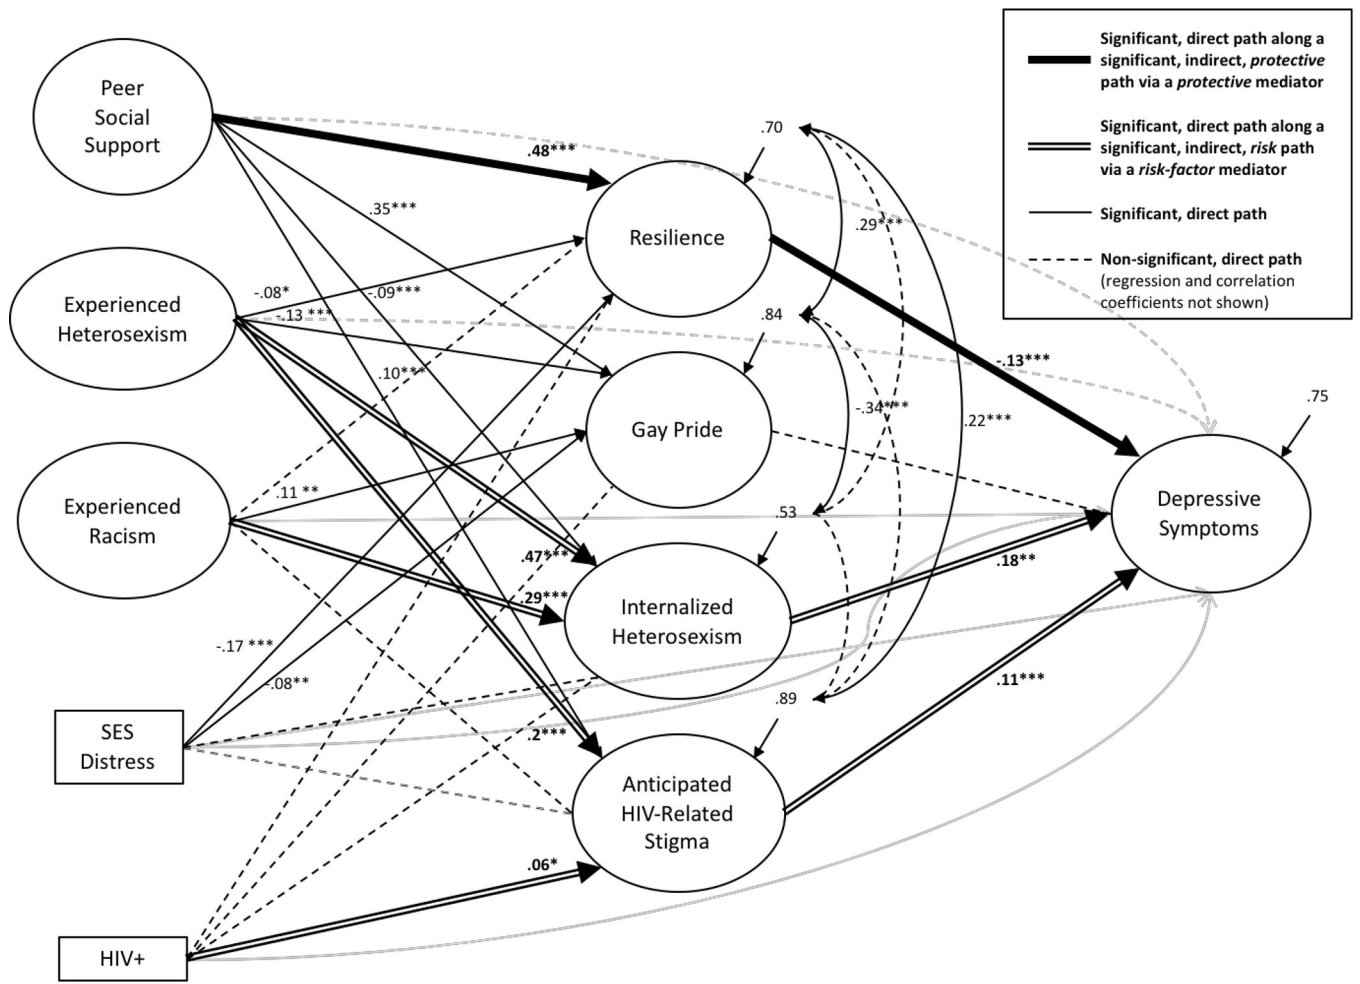 Peer
Social
Support
Experienced
Heterosexism
Experienced
Racism
SES
Distress
HIV+
.48***
.35***
-.08*
-.09***
-.13 ***
.10***
.11 **
.47***
.29***
-.17 ***
-.08**
.2***
.06*
Resilience
Gay Pride
Internalized
Heterosexism
Anticipated
HIV-Related
Stigma
.70
.29***
.84
-.34***
.22***
.53
.89
-.13***
.18**
.11***
.75
Depressive
Symptoms
Significant, direct path along a
significant, indirect, protective
path via a protective mediator
Significant, direct path along a
significant, indirect, risk path
via a risk-factor mediator
Significant, direct path
Non-significant, direct path
(regression and correlation
coefficients not shown)